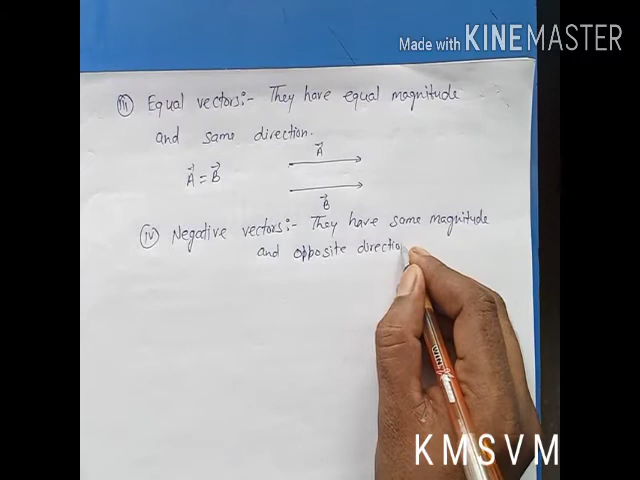 Made with KINEMASTER
(iii) Equal vectors:- They have equal magnitude
and same direction.
A⃗ = B⃗
A⃗
B⃗
(iv) Negative vectors:- They have same magnitude
and opposite directio
WIN
K M S V M